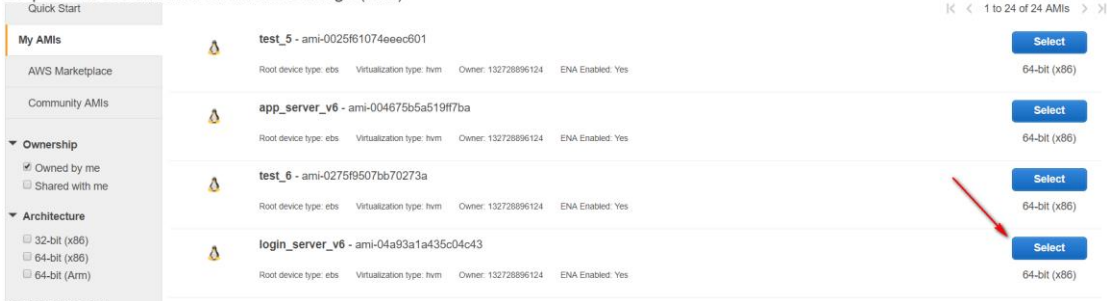 Quick Start
1 to 24 of 24 AMIs
My AMIs
AWS Marketplace
Community AMIs
Ownership
Owned by me
Shared with me
Architecture
32-bit (x86)
64-bit (x86)
64-bit (Arm)
test_5 - ami-0025f61074eeec601
Select
Root device type: ebs Virtualization type: hvm Owner: 132728896124 ENA Enabled: Yes
64-bit (x86)
app_server_v6 - ami-004675b5a519ff7ba
Select
Root device type: ebs Virtualization type: hvm Owner: 132728896124 ENA Enabled: Yes
64-bit (x86)
test_6 - ami-0275f9507bb70273a
Select
Root device type: ebs Virtualization type: hvm Owner: 132728896124 ENA Enabled: Yes
64-bit (x86)
login_server_v6 - ami-04a93a1a435c04c43
Select
Root device type: ebs Virtualization type: hvm Owner: 132728896124 ENA Enabled: Yes
64-bit (x86)